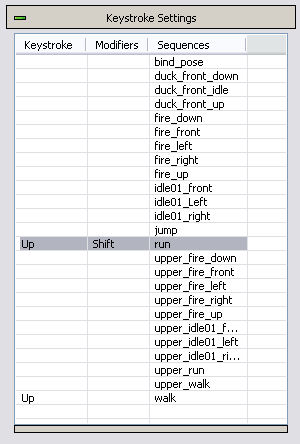 Keystroke Settings
Keystroke Modifiers Sequences
bind_pose
duck_front_down
duck_front_idle
duck_front_up
fire_down
fire_front
fire_left
fire_right
fire_up
idle01_front
idle01_Left
idle01_right
jump
Up Shift run
upper_fire_down
upper_fire_front
upper_fire_left
upper_fire_right
upper_fire_up
upper_idle01_f...
upper_idle01_left
upper_idle01_ri...
upper_run
upper_walk
Up walk